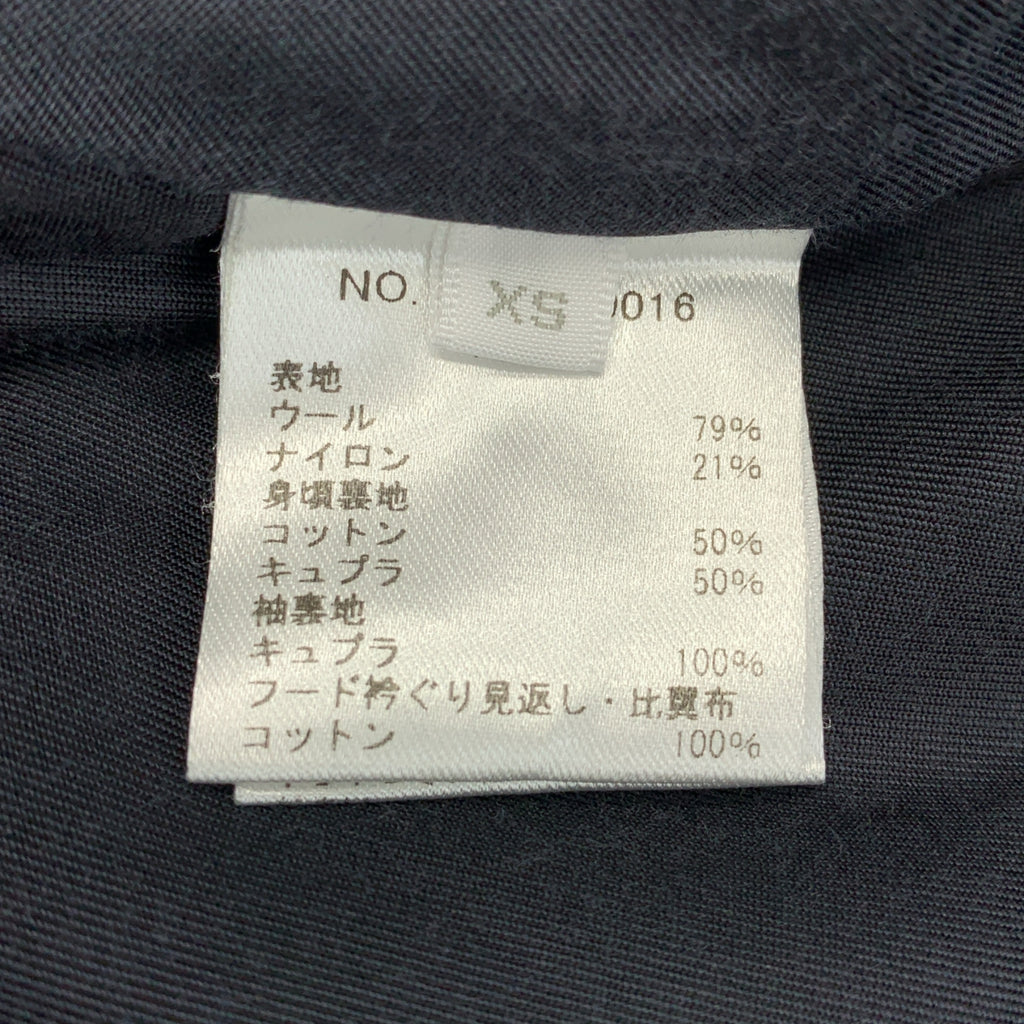 NO. 0016
XS
表地
ウール 79%
ナイロン 21%
身頃裏地
コットン 50%
キュプラ 50%
袖裏地
キュプラ 100%
フード衿ぐり見返し・比翼布
コットン 100%